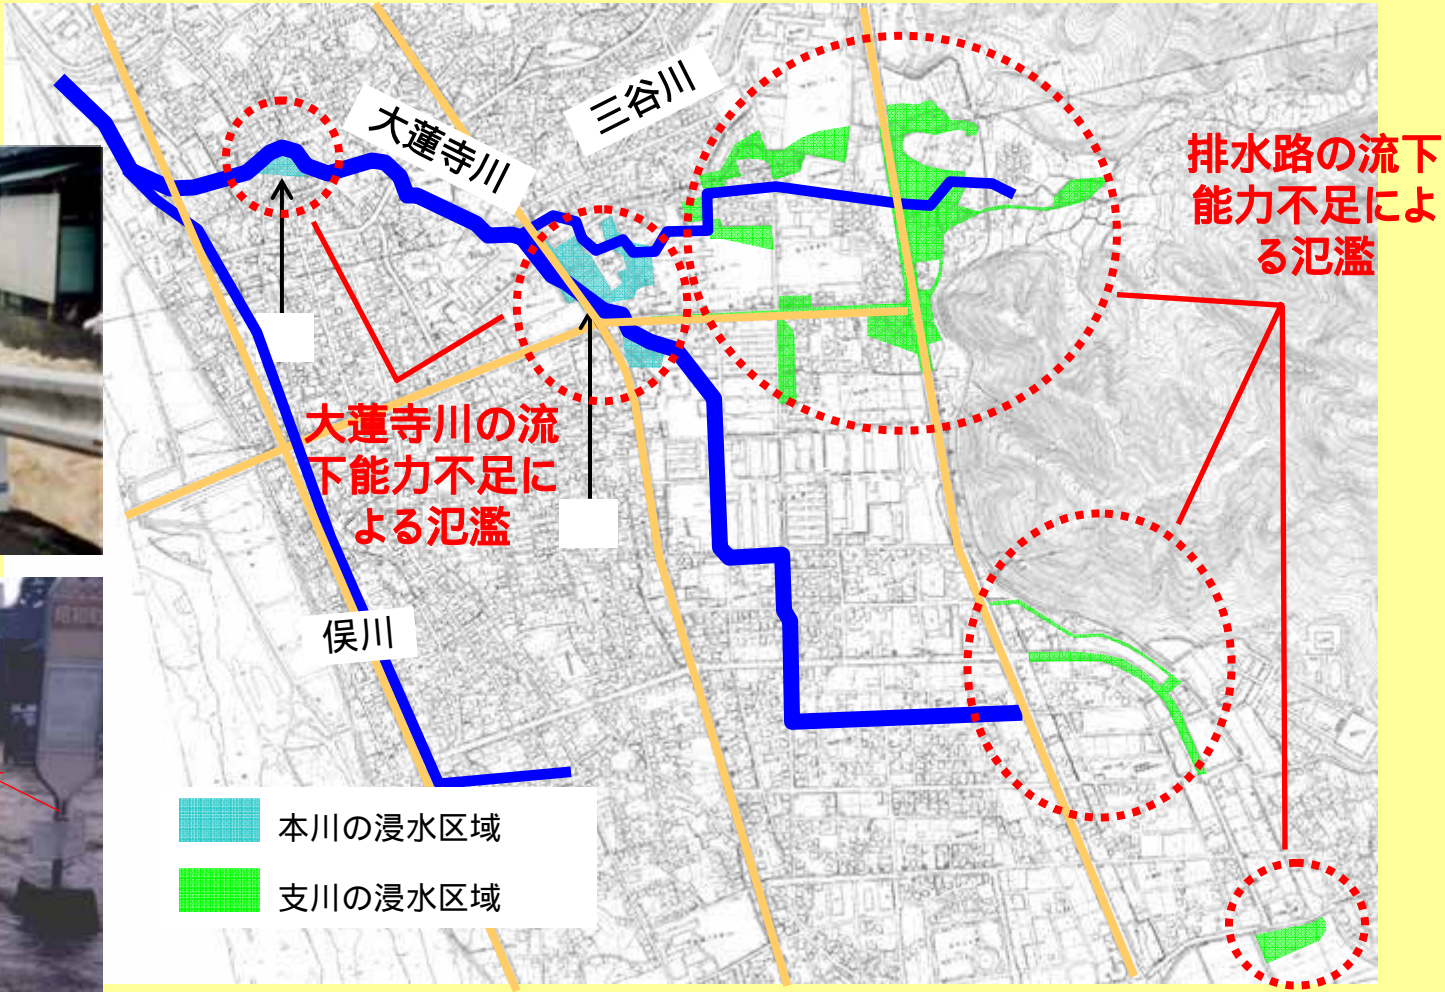 大蓮寺川
三谷川
排水路の流下
能力不足によ
る氾濫
大蓮寺川の流
下能力不足に
よる氾濫
俣川
本川の浸水区域
支川の浸水区域